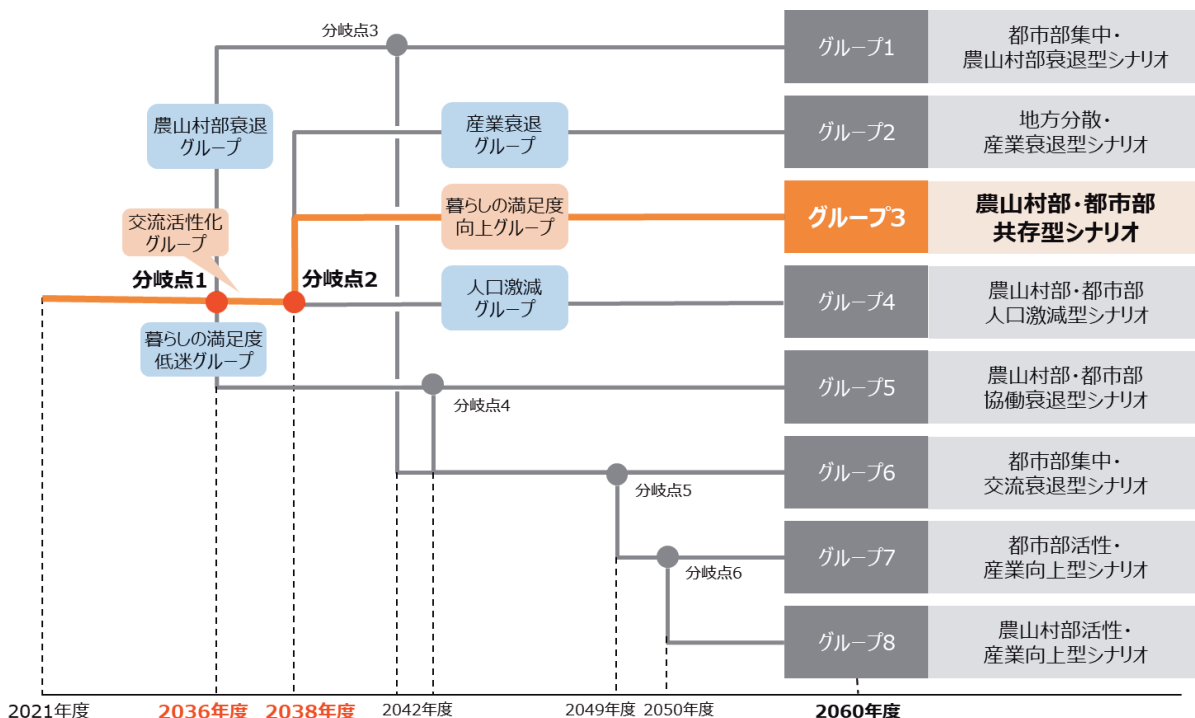 分岐点3
グループ1
都市部集中・
農山村部衰退型シナリオ
農山村部衰退
グループ
産業衰退
グループ
グループ2
地方分散・
産業衰退型シナリオ
交流活性化
グループ
暮らしの満足度
向上グループ
グループ3
農山村部・都市部
共存型シナリオ
分岐点1
分岐点2
人口激減
グループ
グループ4
農山村部・都市部
人口激減型シナリオ
暮らしの満足度
低迷グループ
分岐点4
グループ5
農山村部・都市部
協働衰退型シナリオ
グループ6
都市部集中・
交流衰退型シナリオ
分岐点5
グループ7
都市部活性・
産業向上型シナリオ
分岐点6
グループ8
農山村部活性・
産業向上型シナリオ
2021年度
2036年度
2038年度
2042年度
2049年度
2050年度
2060年度